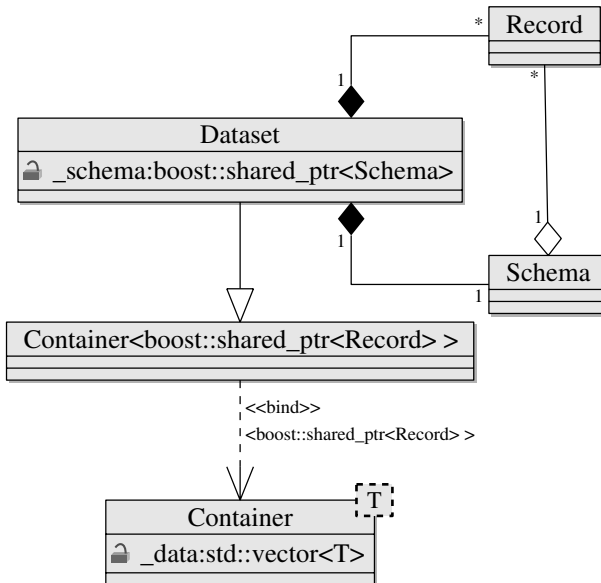 Record
*
*
1
Dataset
_schema:boost::shared_ptr<Schema>
1
1
1
Schema
Container<boost::shared_ptr<Record> >
<<bind>>
<boost::shared_ptr<Record> >
T
Container
_data:std::vector<T>